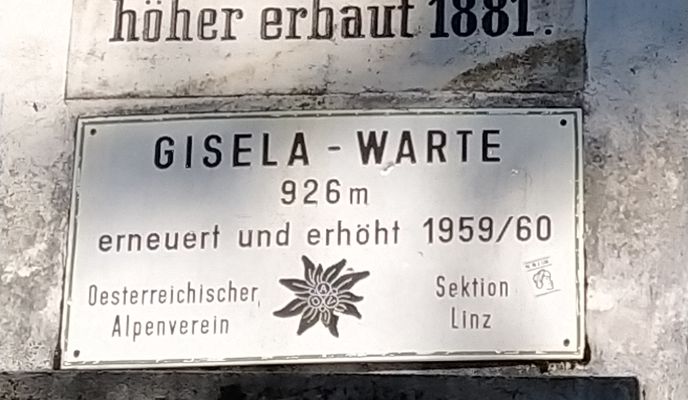 höher erbaut 1881.
GISELA - WARTE
926m
erneuert und erhöht 1959/60
Oesterreichischer
Alpenverein
Sektion
Linz